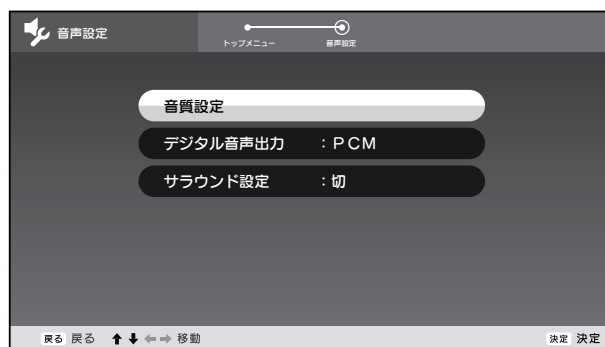 音声設定
トップメニュー 音声設定
音質設定
デジタル音声出力 ：ＰＣＭ
サラウンド設定 ：切
戻る 戻る 移動 決定 決定